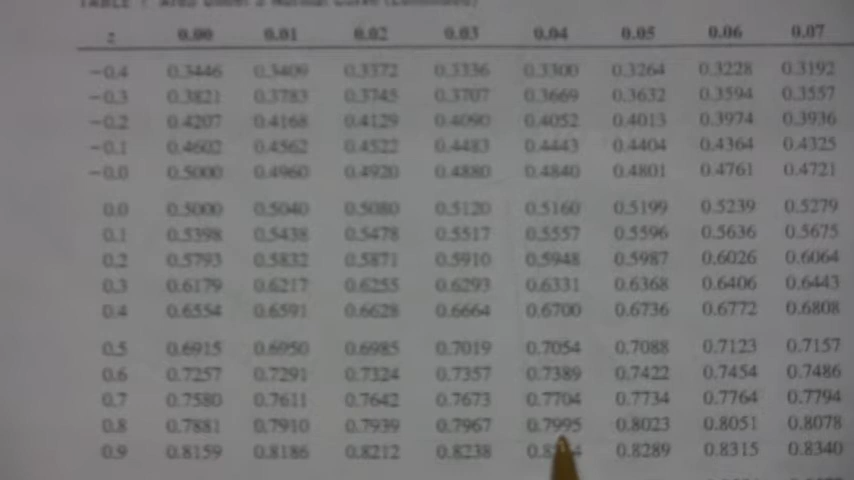 TABLE 1 Area Under a Normal Curve (Continued)
z 0.00 0.01 0.02 0.03 0.04 0.05 0.06 0.07
−0.4 0.3446 0.3409 0.3372 0.3336 0.3300 0.3264 0.3228 0.3192
−0.3 0.3821 0.3783 0.3745 0.3707 0.3669 0.3632 0.3594 0.3557
−0.2 0.4207 0.4168 0.4129 0.4090 0.4052 0.4013 0.3974 0.3936
−0.1 0.4602 0.4562 0.4522 0.4483 0.4443 0.4404 0.4364 0.4325
−0.0 0.5000 0.4960 0.4920 0.4880 0.4840 0.4801 0.4761 0.4721
0.0 0.5000 0.5040 0.5080 0.5120 0.5160 0.5199 0.5239 0.5279
0.1 0.5398 0.5438 0.5478 0.5517 0.5557 0.5596 0.5636 0.5675
0.2 0.5793 0.5832 0.5871 0.5910 0.5948 0.5987 0.6026 0.6064
0.3 0.6179 0.6217 0.6255 0.6293 0.6331 0.6368 0.6406 0.6443
0.4 0.6554 0.6591 0.6628 0.6664 0.6700 0.6736 0.6772 0.6808
0.5 0.6915 0.6950 0.6985 0.7019 0.7054 0.7088 0.7123 0.7157
0.6 0.7257 0.7291 0.7324 0.7357 0.7389 0.7422 0.7454 0.7486
0.7 0.7580 0.7611 0.7642 0.7673 0.7704 0.7734 0.7764 0.7794
0.8 0.7881 0.7910 0.7939 0.7967 0.7995 0.8023 0.8051 0.8078
0.9 0.8159 0.8186 0.8212 0.8238 0.8289 0.8315 0.8340